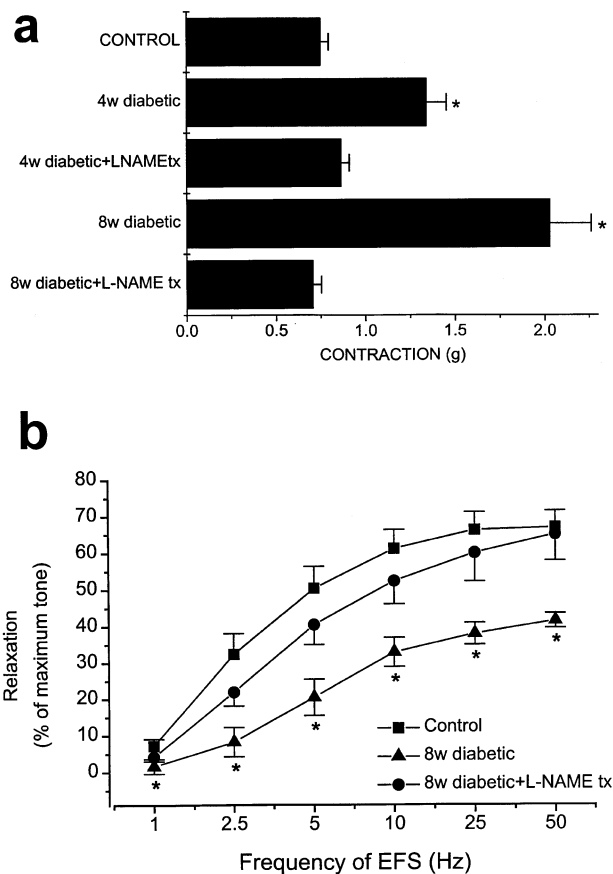 a
CONTROL
4w diabetic
*
4w diabetic+LNAMEtx
8w diabetic
*
8w diabetic+L-NAME tx
0.0 0.5 1.0 1.5 2.0
CONTRACTION (g)
b
80
70
60
50
40
30
20
10
0
Relaxation
(% of maximum tone)
* * * * * *
Control
8w diabetic
8w diabetic+L-NAME tx
1 2.5 5 10 25 50
Frequency of EFS (Hz)